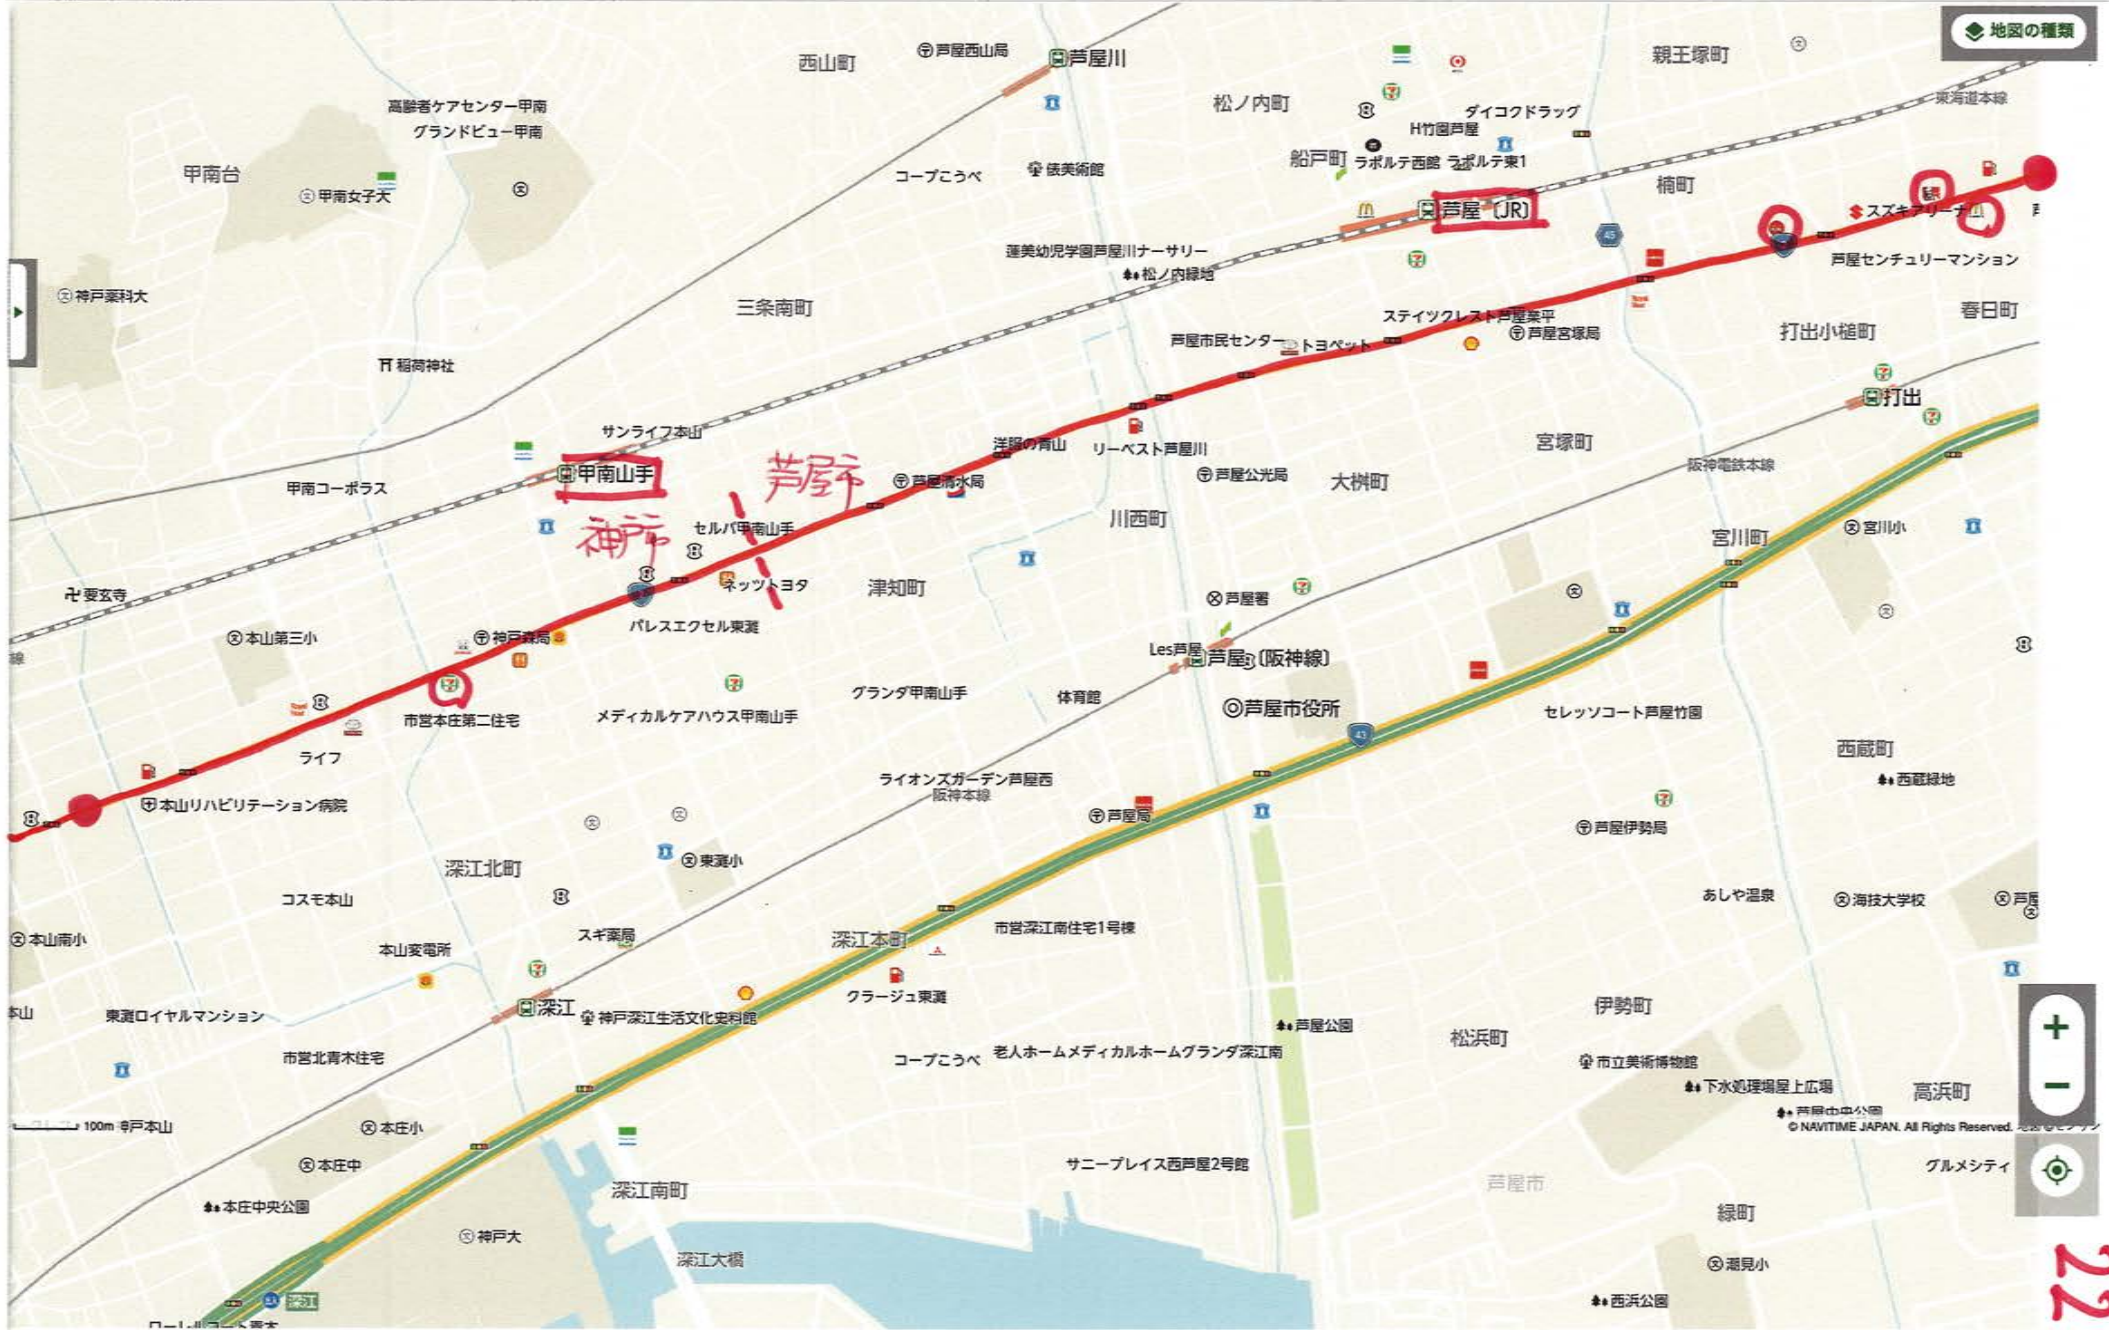 地図の種類
西山町
芦屋西山局
芦屋川
親王塚町
高齢者ケアセンター甲南
松ノ内町
ダイコクドラッグ
東海道本線
グランドビュー甲南
H竹園芦屋
甲南台
コープこうべ
俵美術館
船戸町
ラポルテ西館
ラポルテ東1
楠町
甲南女子大
芦屋〔JR〕
スズキアリーナ
45
蓮美幼児学園芦屋川ナーサリー
松ノ内緑地
芦屋センチュリーマンション
神戸薬科大
三条南町
ステイツクレスト芦屋業平
春日町
稲荷神社
芦屋市民センター
トヨペット
芦屋宮塚局
打出小槌町
打出
サンライフ本山
洋服の青山
リーベスト芦屋川
宮塚町
甲南山手
芦屋市
芦屋清水局
芦屋公光局
大桝町
阪神電鉄本線
甲南コーポラス
神戸市
セルバ甲南山手
川西町
宮川町
宮川小
要玄寺
ネッツトヨタ
津知町
芦屋署
本山第三小
神戸森局
パレスエクセル東灘
線
Les芦屋
芦屋〔阪神線〕
市営本庄第二住宅
メディカルケアハウス甲南山手
グランダ甲南山手
体育館
芦屋市役所
セレッソコート芦屋竹園
43
ライフ
西蔵町
ライオンズガーデン芦屋西
阪神本線
西蔵緑地
本山リハビリテーション病院
芦屋局
芦屋伊勢局
深江北町
東灘小
コスモ本山
あしや温泉
海技大学校
芦屋
本山南小
本山変電所
スギ薬局
深江本町
市営深江南住宅1号棟
本山
東灘ロイヤルマンション
深江
神戸深江生活文化史料館
クラージュ東灘
芦屋公園
松浜町
伊勢町
市営北青木住宅
コープこうべ
老人ホームメディカルホームグランダ深江南
市立美術博物館
下水処理場屋上広場
高浜町
芦屋中央公園
100m
神戸本山
本庄小
© NAVITIME JAPAN. All Rights Reserved.
本庄中
サニープレイス西芦屋2号館
グルメシティ
深江南町
芦屋市
本庄中央公園
緑町
神戸大
深江大橋
潮見小
深江
西浜公園
22